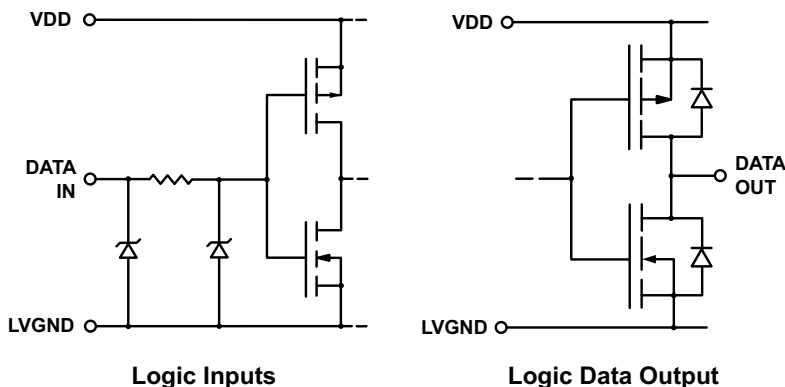 VDD
DATA
IN
LVGND
Logic Inputs
VDD
DATA
OUT
LVGND
Logic Data Output